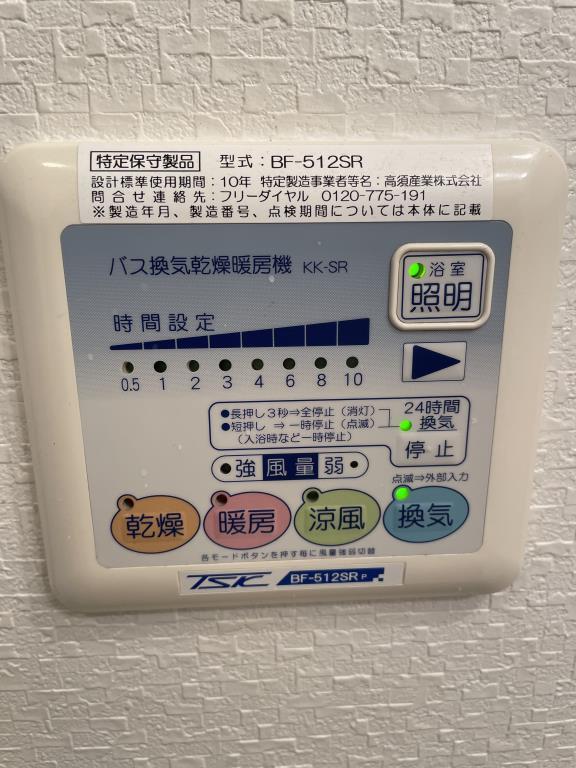 特定保守製品 型式：BF-512SR
設計標準使用期間：10年 特定製造事業者等名：高須産業株式会社
問合せ連絡先：フリーダイヤル 0120-775-191
※製造年月、製造番号、点検期間については本体に記載
バス換気乾燥暖房機 KK-SR
浴室
照明
時間設定
0.5 1 2 3 4 6 8 10
●長押し3秒⇒全停止（消灯）
●短押し ⇒一時停止（点滅）
（入浴時など一時停止）
24時間
換気
停止
強 風量 弱
点滅⇒外部入力
乾燥 暖房 涼風 換気
各モードボタンを押す毎に風量強弱切替
TSK BF-512SR P